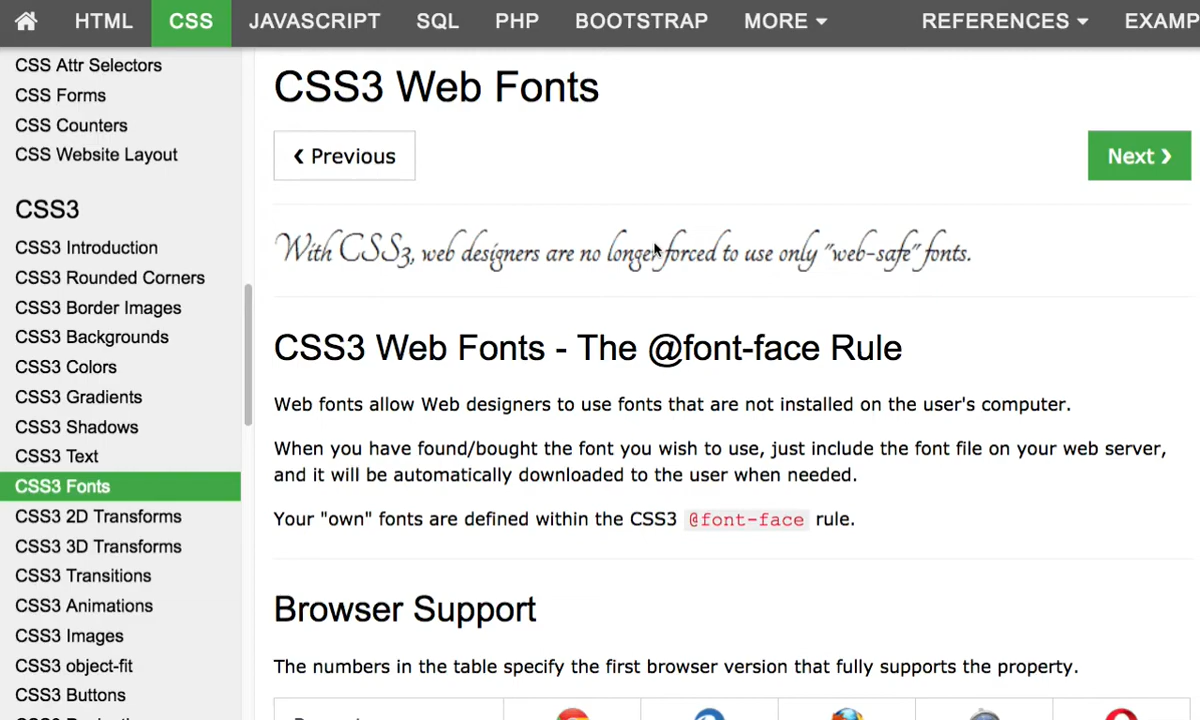 HTML CSS JAVASCRIPT SQL PHP BOOTSTRAP MORE REFERENCES EXAMP
CSS Attr Selectors
CSS Forms
CSS Counters
CSS Website Layout
CSS3
CSS3 Introduction
CSS3 Rounded Corners
CSS3 Border Images
CSS3 Backgrounds
CSS3 Colors
CSS3 Gradients
CSS3 Shadows
CSS3 Text
CSS3 Fonts
CSS3 2D Transforms
CSS3 3D Transforms
CSS3 Transitions
CSS3 Animations
CSS3 Images
CSS3 object-fit
CSS3 Buttons
CSS3 Web Fonts
❮ Previous
Next ❯
With CSS3, web designers are no longer forced to use only "web-safe" fonts.
CSS3 Web Fonts - The @font-face Rule
Web fonts allow Web designers to use fonts that are not installed on the user's computer.
When you have found/bought the font you wish to use, just include the font file on your web server,
and it will be automatically downloaded to the user when needed.
Your "own" fonts are defined within the CSS3 @font-face rule.
Browser Support
The numbers in the table specify the first browser version that fully supports the property.